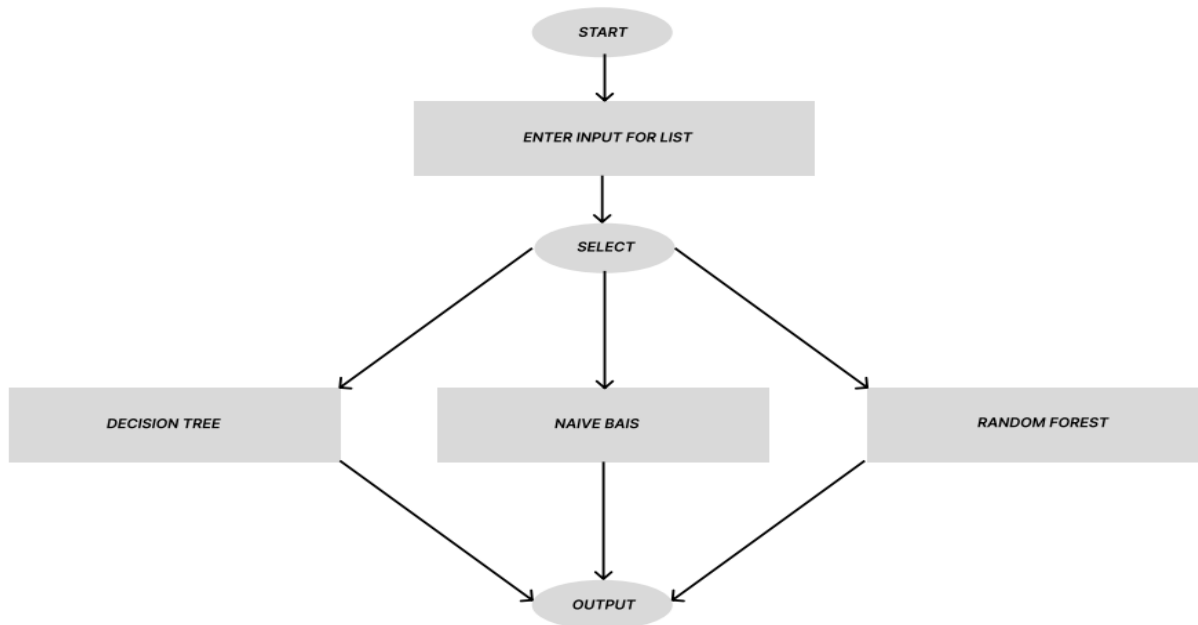 START
ENTER INPUT FOR LIST
SELECT
DECISION TREE
NAIVE BAIS
RANDOM FOREST
OUTPUT